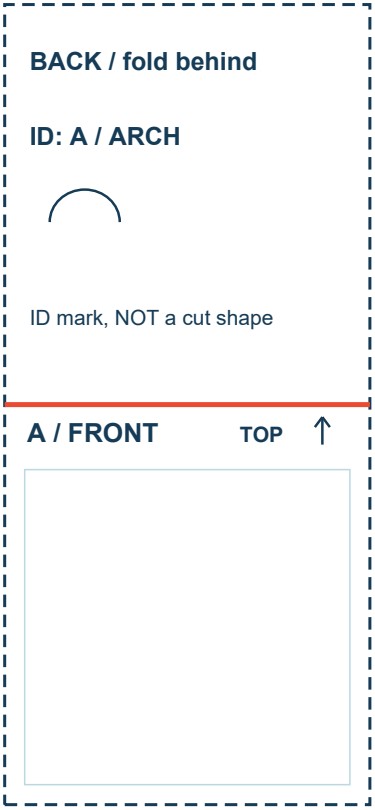 BACK / fold behind
ID: A / ARCH
ID mark, NOT a cut shape
A / FRONT TOP ↑